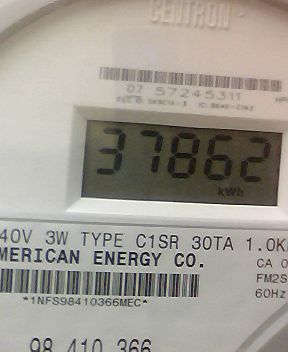 CENTRON
07 57245311
37862
kWh
40V 3W TYPE C1SR 30TA 1.0K
MERICAN ENERGY CO.
CA 0
FM2S
*1NFS98410366MEC*
60Hz
98 410 366